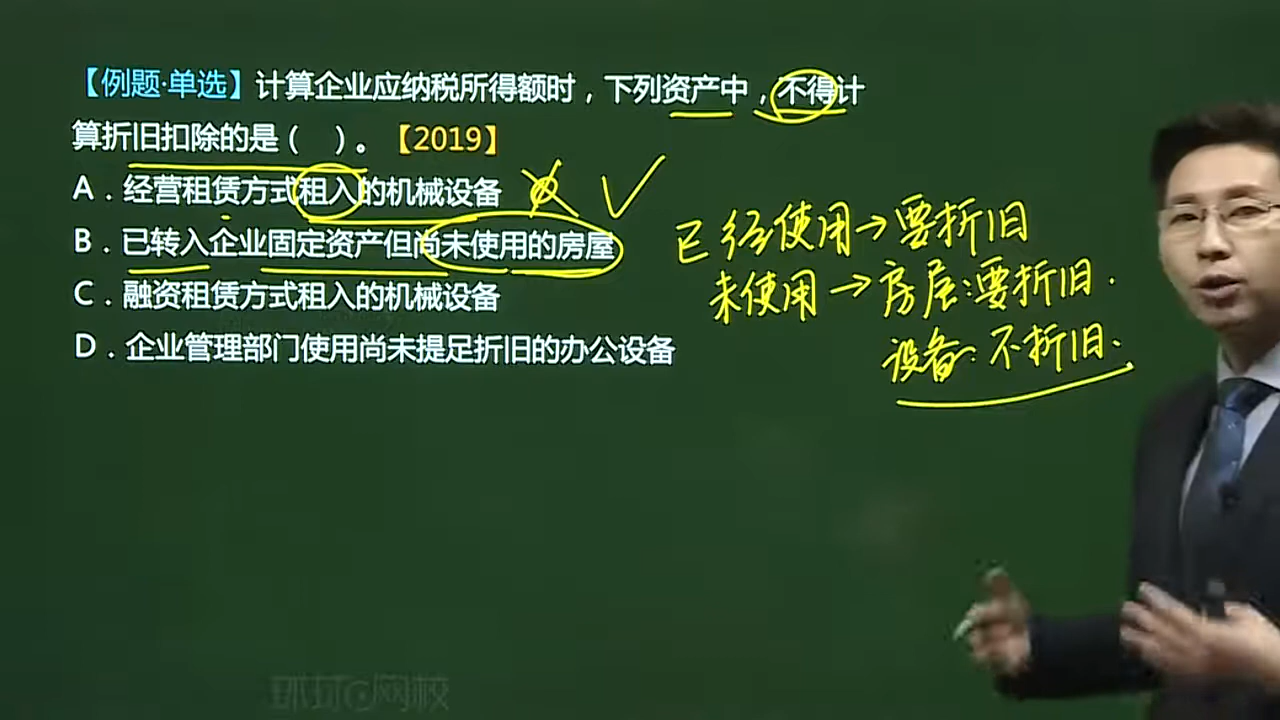 【例题·单选】计算企业应纳税所得额时，下列资产中，不得计
算折旧扣除的是（ ）。【2019】
A．经营租赁方式租入的机械设备
B．已转入企业固定资产但尚未使用的房屋
C．融资租赁方式租入的机械设备
D．企业管理部门使用尚未提足折旧的办公设备
已经使用→要折旧
未使用→房屋:要折旧.
设备:不折旧.
环球网校